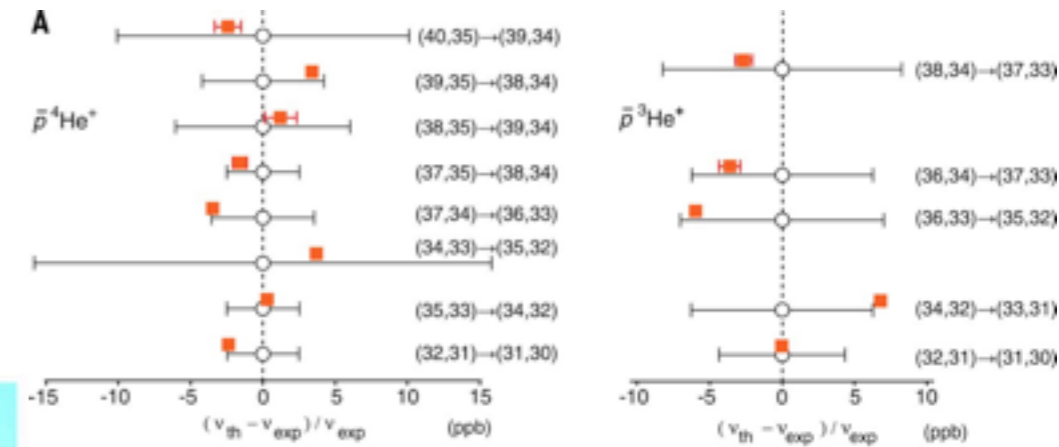 A
(40,35)→(39,34)
(39,35)→(38,34)
p̄ ⁴He⁺
(38,35)→(39,34)
(37,35)→(38,34)
(37,34)→(36,33)
(34,33)→(35,32)
(35,33)→(34,32)
(32,31)→(31,30)
-15 -10 -5 0 5 10 15
(ν_th − ν_exp) / ν_exp (ppb)
(38,34)→(37,33)
p̄ ³He⁺
(36,34)→(37,33)
(36,33)→(35,32)
(34,32)→(33,31)
(32,31)→(31,30)
-10 -5 0 5 10
(ν_th − ν_exp) / ν_exp (ppb)